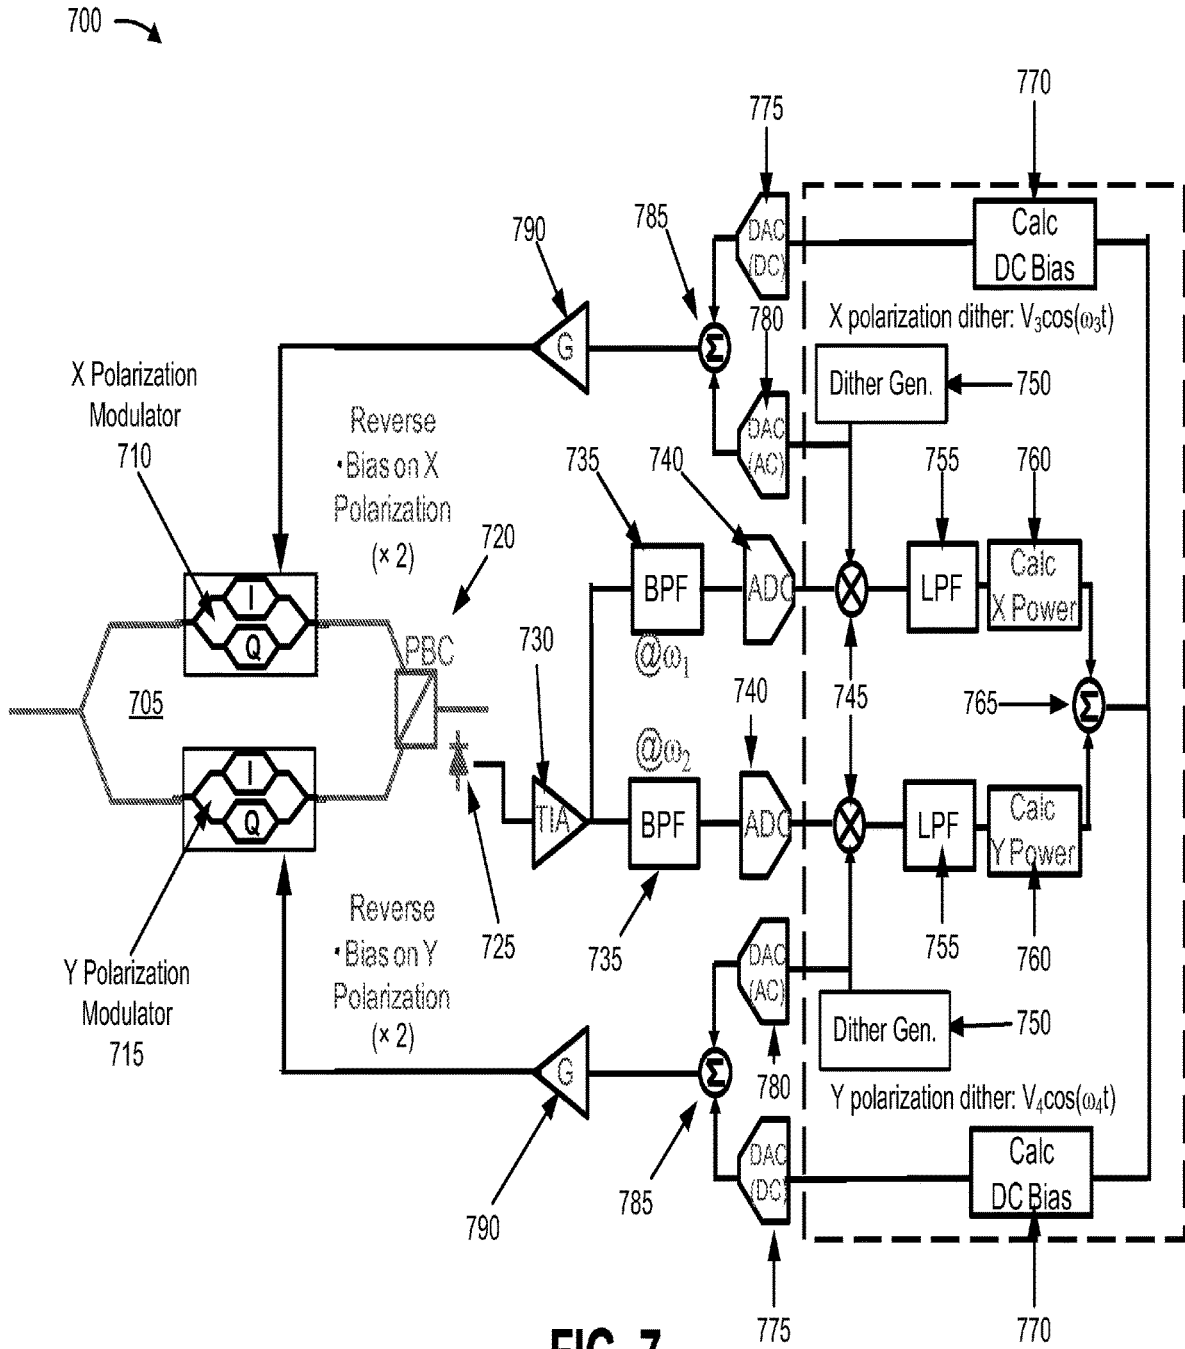 700
770
775
790
785
DAC
(DC)
Calc
DC Bias
780
X polarization dither: V₃cos(ω₃t)
G
Σ
X Polarization
Modulator
710
Dither Gen.
750
Reverse
• Bias on X
Polarization
(× 2)
DAC
(AC)
735
740
755
760
720
I
Q
BPF
ADC
LPF
Calc
X Power
@ω₁
PBC
730
705
740
745
765
Σ
@ω₂
I
Q
TIA
BPF
ADC
LPF
Calc
Y Power
Reverse
• Bias on Y
Polarization
(× 2)
725
735
755
760
Y Polarization
Modulator
715
DAC
(AC)
Dither Gen.
750
G
Σ
780
Y polarization dither: V₄cos(ω₄t)
790
785
DAC
(DC)
Calc
DC Bias
775
770
FIG. 7